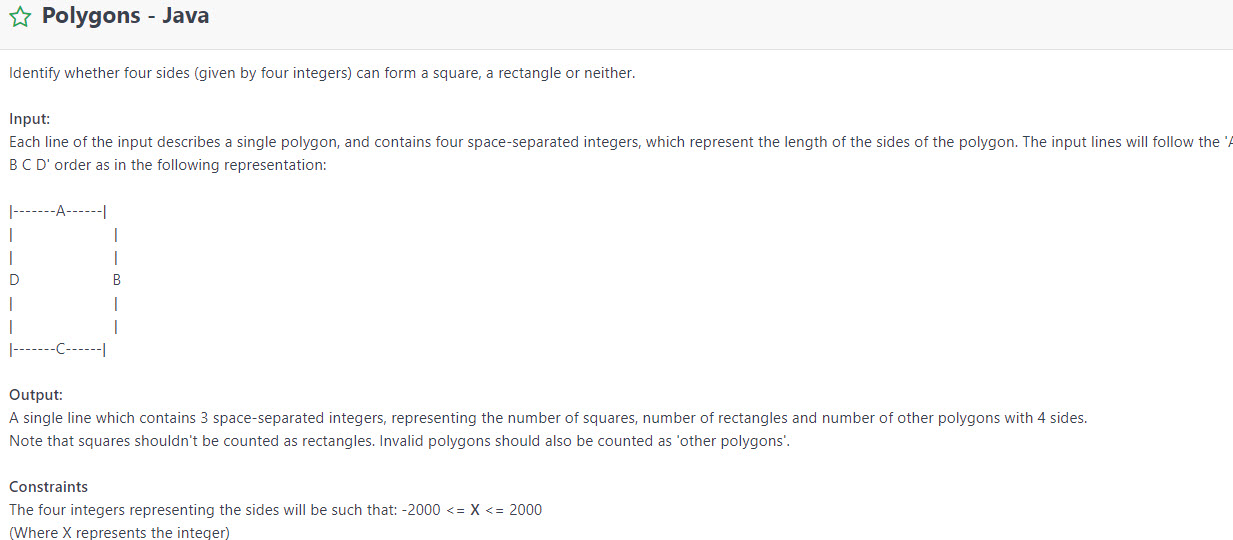 Polygons - Java
Identify whether four sides (given by four integers) can form a square, a rectangle or neither.
Input:
Each line of the input describes a single polygon, and contains four space-separated integers, which represent the length of the sides of the polygon. The input lines will follow the 'A
B C D' order as in the following representation:
|-------A------|
| |
| |
D B
| |
| |
|-------C------|
Output:
A single line which contains 3 space-separated integers, representing the number of squares, number of rectangles and number of other polygons with 4 sides.
Note that squares shouldn't be counted as rectangles. Invalid polygons should also be counted as 'other polygons'.
Constraints
The four integers representing the sides will be such that: -2000 <= X <= 2000
(Where X represents the integer)